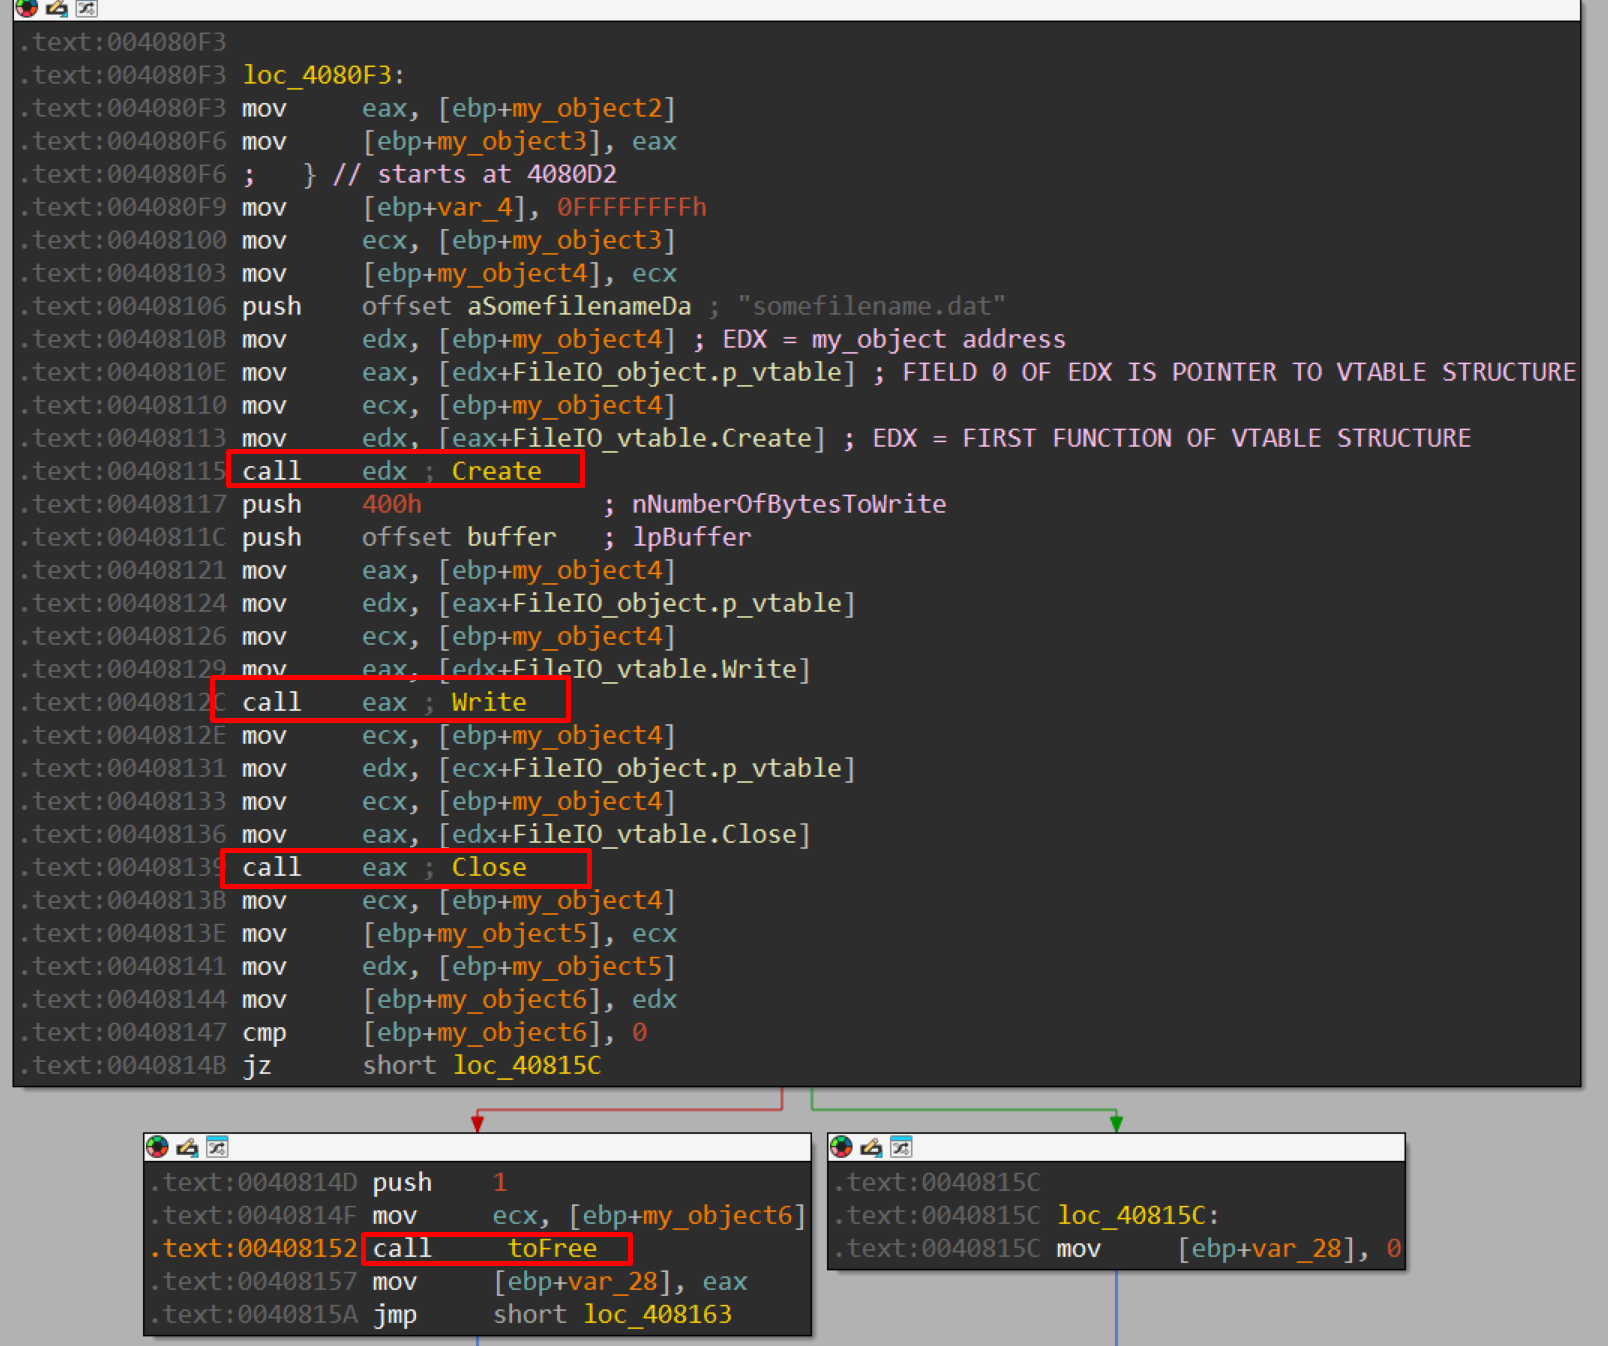 .text:004080F3
.text:004080F3 loc_4080F3:
.text:004080F3 mov     eax, [ebp+my_object2]
.text:004080F6 mov     [ebp+my_object3], eax
.text:004080F6 ;   } // starts at 4080D2
.text:004080F9 mov     [ebp+var_4], 0FFFFFFFFh
.text:00408100 mov     ecx, [ebp+my_object3]
.text:00408103 mov     [ebp+my_object4], ecx
.text:00408106 push    offset aSomefilenameDa ; "somefilename.dat"
.text:0040810B mov     edx, [ebp+my_object4] ; EDX = my_object address
.text:0040810E mov     eax, [edx+FileIO_object.p_vtable] ; FIELD 0 OF EDX IS POINTER TO VTABLE STRUCTURE
.text:00408110 mov     ecx, [ebp+my_object4]
.text:00408113 mov     edx, [eax+FileIO_vtable.Create] ; EDX = FIRST FUNCTION OF VTABLE STRUCTURE
.text:00408115 call    edx ; Create
.text:00408117 push    400h            ; nNumberOfBytesToWrite
.text:0040811C push    offset buffer   ; lpBuffer
.text:00408121 mov     eax, [ebp+my_object4]
.text:00408124 mov     edx, [eax+FileIO_object.p_vtable]
.text:00408126 mov     ecx, [ebp+my_object4]
.text:00408129 mov     eax, [edx+FileIO_vtable.Write]
.text:0040812C call    eax ; Write
.text:0040812E mov     ecx, [ebp+my_object4]
.text:00408131 mov     edx, [ecx+FileIO_object.p_vtable]
.text:00408133 mov     ecx, [ebp+my_object4]
.text:00408136 mov     eax, [edx+FileIO_vtable.Close]
.text:00408139 call    eax ; Close
.text:0040813B mov     ecx, [ebp+my_object4]
.text:0040813E mov     [ebp+my_object5], ecx
.text:00408141 mov     edx, [ebp+my_object5]
.text:00408144 mov     [ebp+my_object6], edx
.text:00408147 cmp     [ebp+my_object6], 0
.text:0040814B jz      short loc_40815C
.text:0040814D push    1
.text:0040814F mov     ecx, [ebp+my_object6]
.text:00408152 call     toFree
.text:00408157 mov     [ebp+var_28], eax
.text:0040815A jmp     short loc_408163
.text:0040815C
.text:0040815C loc_40815C:
.text:0040815C mov     [ebp+var_28], 0